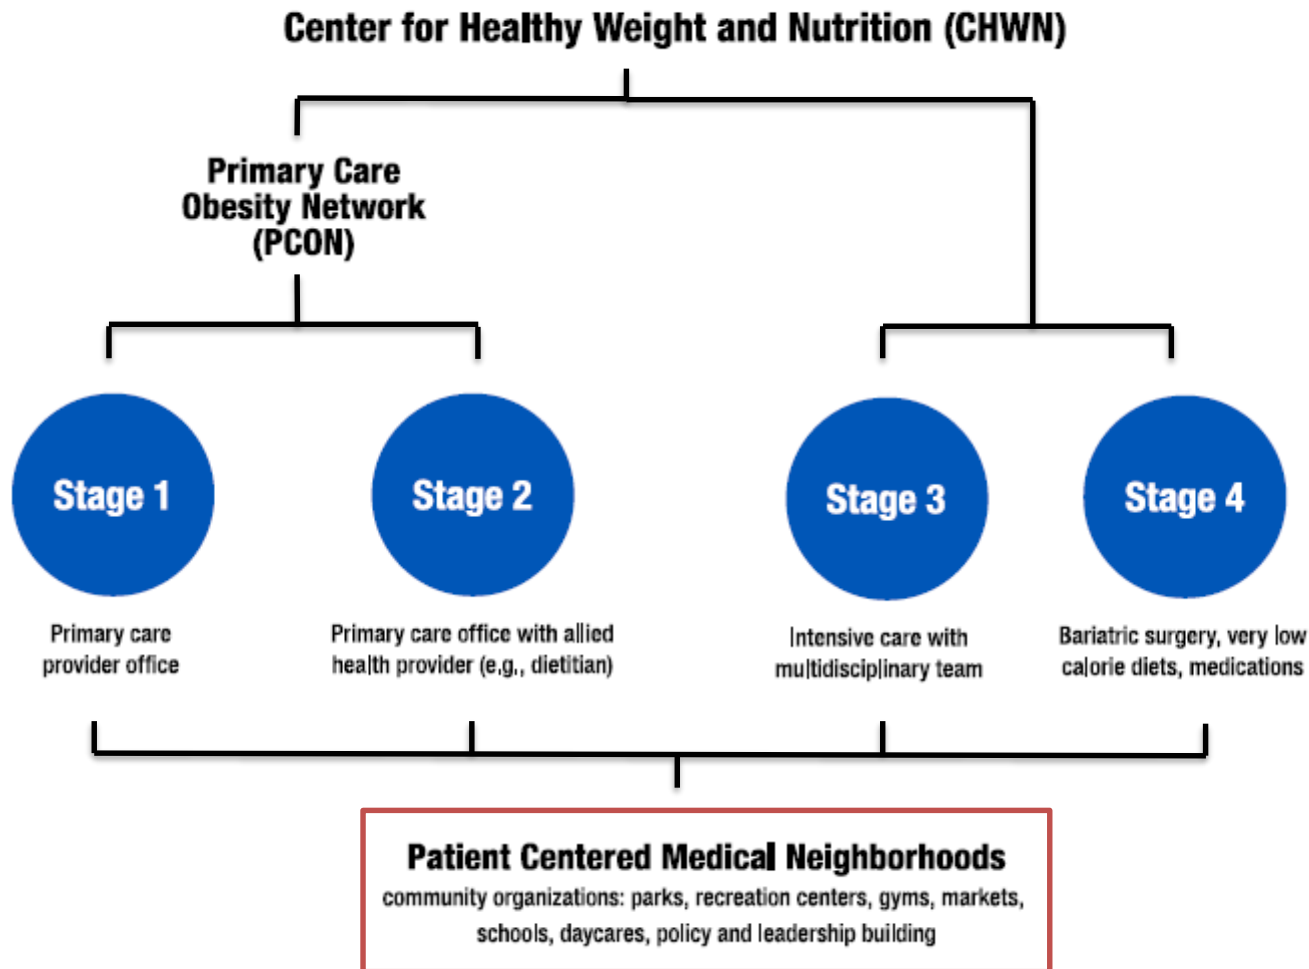 Center for Healthy Weight and Nutrition (CHWN)
Primary Care
Obesity Network
(PCON)
Stage 1
Stage 2
Stage 3
Stage 4
Primary care
provider office
Primary care office with allied
health provider (e.g., dietitian)
Intensive care with
multidisciplinary team
Bariatric surgery, very low
calorie diets, medications
Patient Centered Medical Neighborhoods
community organizations: parks, recreation centers, gyms, markets,
schools, daycares, policy and leadership building